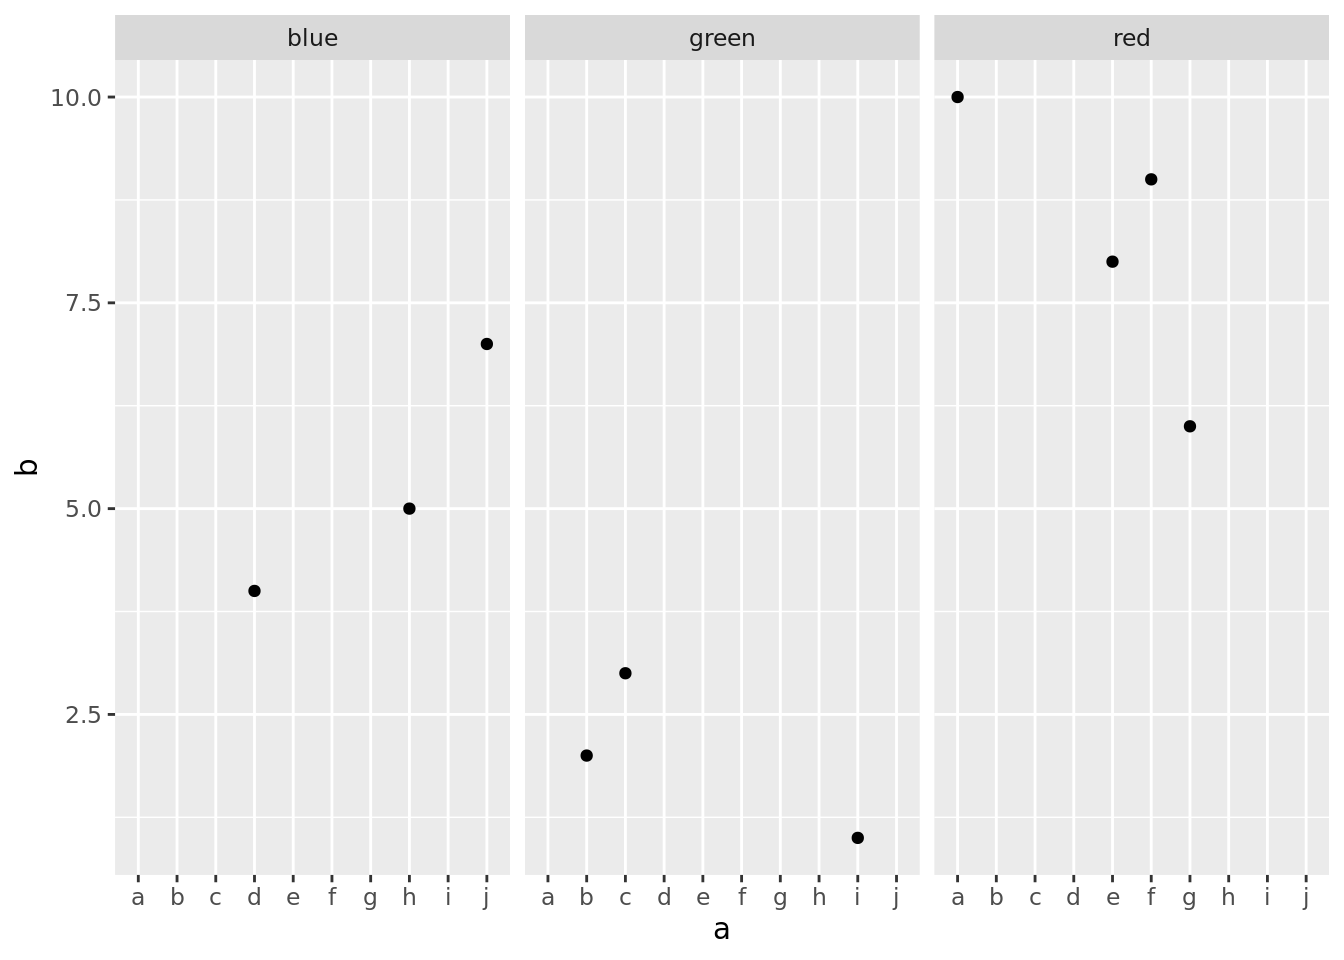 blue green red
10.0
7.5
5.0
2.5
b
a b c d e f g h i j a b c d e f g h i j a b c d e f g h i j
a